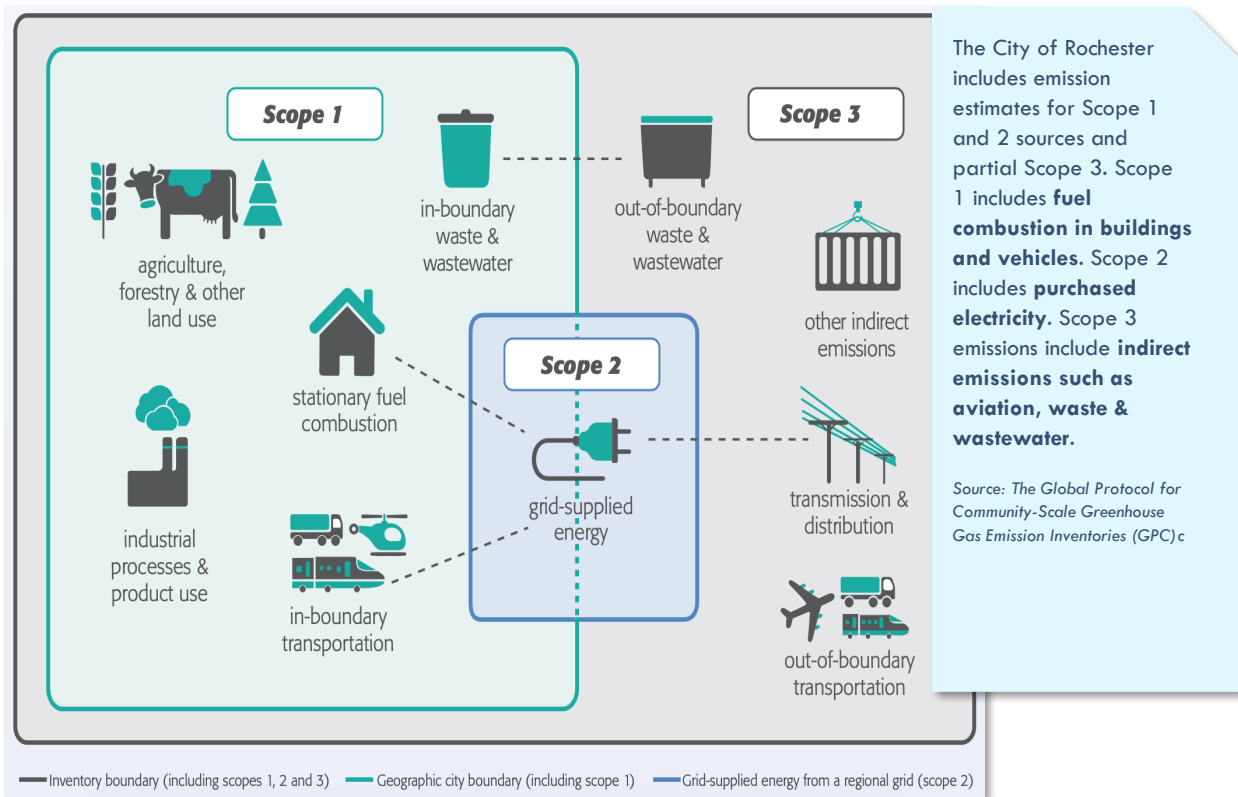 Scope 1
Scope 3
in-boundary
waste &
wastewater
out-of-boundary
waste &
wastewater
agriculture,
forestry & other
land use
other indirect
emissions
Scope 2
stationary fuel
combustion
grid-supplied
energy
transmission &
distribution
industrial
processes &
product use
in-boundary
transportation
out-of-boundary
transportation
Inventory boundary (including scopes 1, 2 and 3)
Geographic city boundary (including scope 1)
Grid-supplied energy from a regional grid (scope 2)
The City of Rochester
includes emission
estimates for Scope 1
and 2 sources and
partial Scope 3. Scope
1 includes fuel
combustion in buildings
and vehicles. Scope 2
includes purchased
electricity. Scope 3
emissions include indirect
emissions such as
aviation, waste &
wastewater.
Source: The Global Protocol for
Community-Scale Greenhouse
Gas Emission Inventories (GPC)c